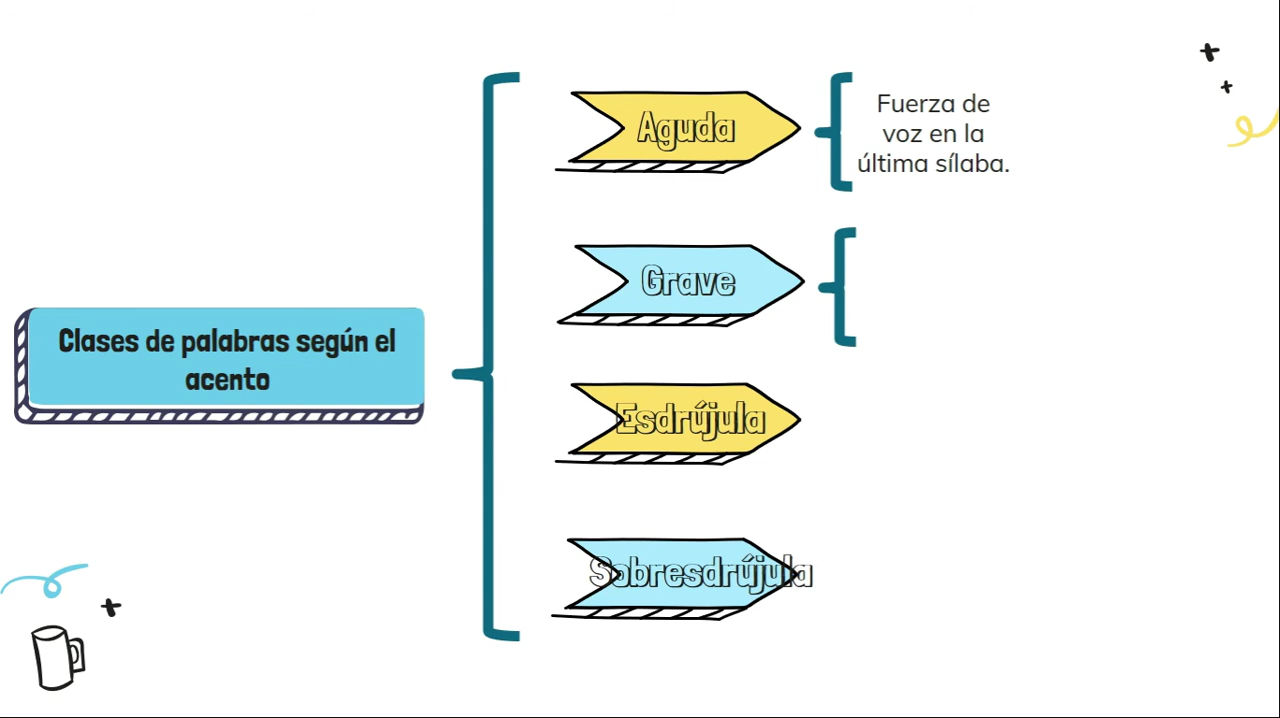 Clases de palabras según el
acento
Aguda
Fuerza de
voz en la
última sílaba.
Grave
Esdrújula
Sobresdrújula